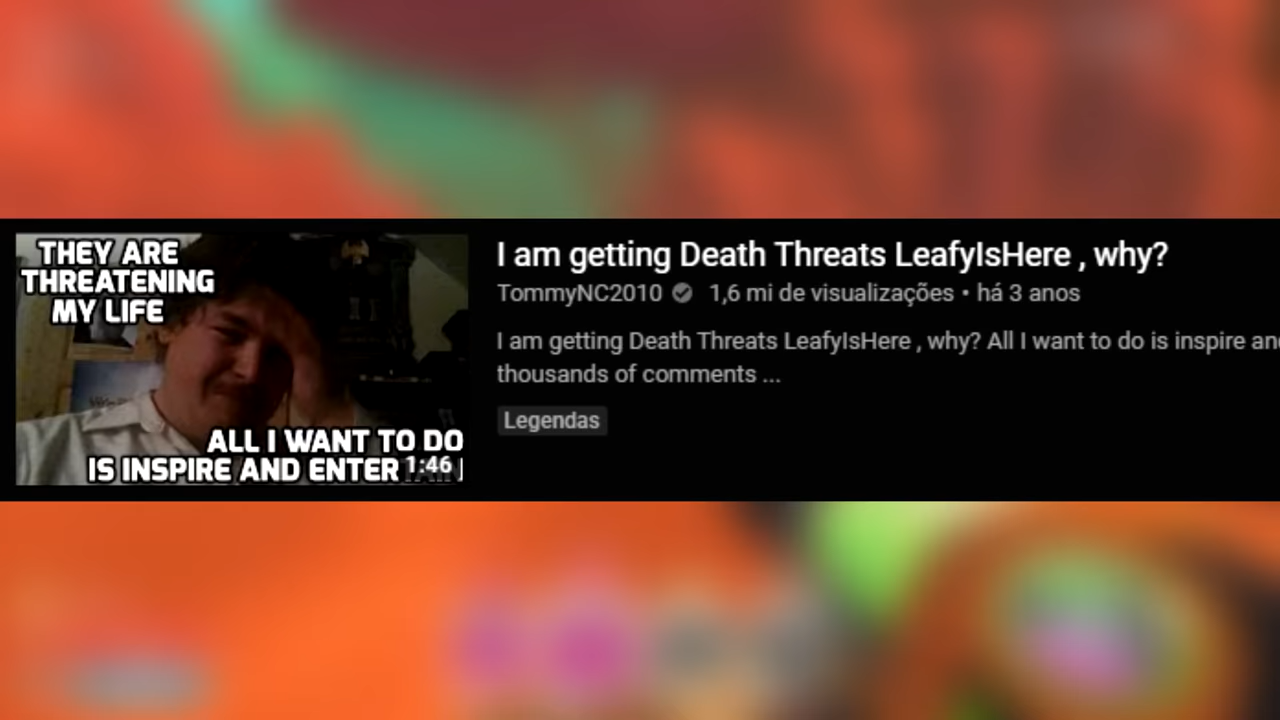 THEY ARE
THREATENING
MY LIFE
ALL I WANT TO DO
IS INSPIRE AND ENTER
1:46
I am getting Death Threats LeafyIsHere , why?
TommyNC2010 1,6 mi de visualizações • há 3 anos
I am getting Death Threats LeafyIsHere , why? All I want to do is inspire an
thousands of comments ...
Legendas